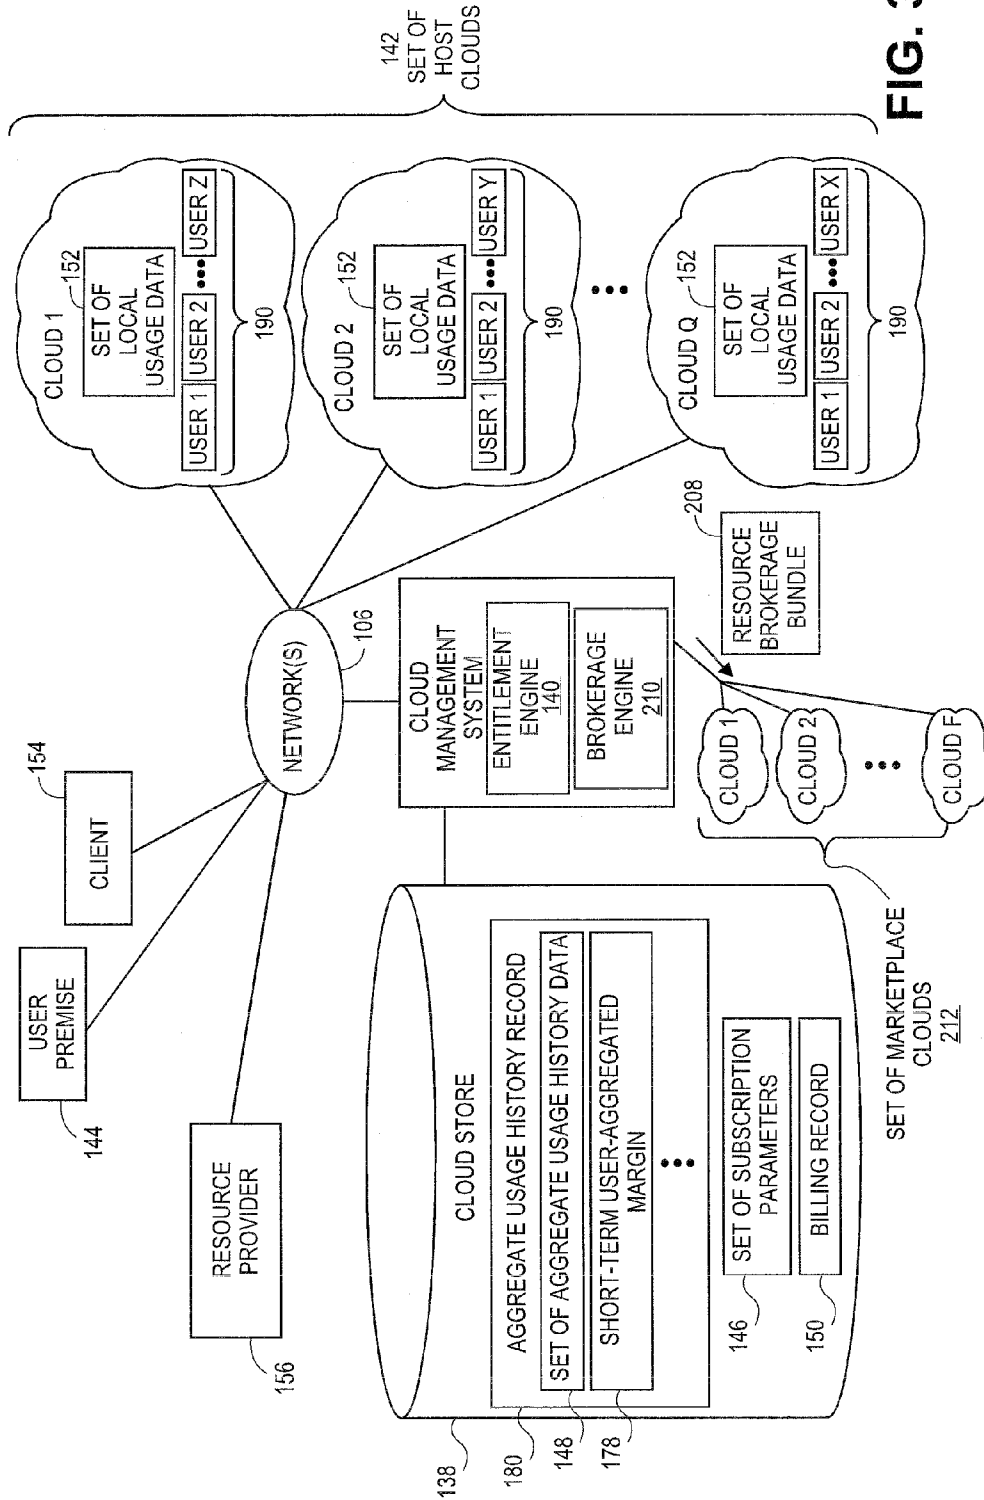 142
SET OF
HOST
CLOUDS
CLOUD 1
152
SET OF
LOCAL
USAGE DATA
USER 1
USER 2
USER Z
190
CLOUD 2
152
SET OF
LOCAL
USAGE DATA
USER 1
USER 2
USER Y
190
CLOUD Q
152
SET OF
LOCAL
USAGE DATA
USER 1
USER 2
USER X
190
USER
PREMISE
144
CLIENT
154
RESOURCE
PROVIDER
156
NETWORK(S)
106
CLOUD
MANAGEMENT
SYSTEM
ENTITLEMENT
ENGINE
140
BROKERAGE
ENGINE
210
208
RESOURCE
BROKERAGE
BUNDLE
CLOUD 1
CLOUD 2
CLOUD F
SET OF MARKETPLACE
CLOUDS
212
CLOUD STORE
AGGREGATE USAGE HISTORY RECORD
SET OF AGGREGATE USAGE HISTORY DATA
SHORT-TERM USER-AGGREGATED
MARGIN
SET OF SUBSCRIPTION
PARAMETERS
BILLING RECORD
138
180
148
178
146
150
FIG.